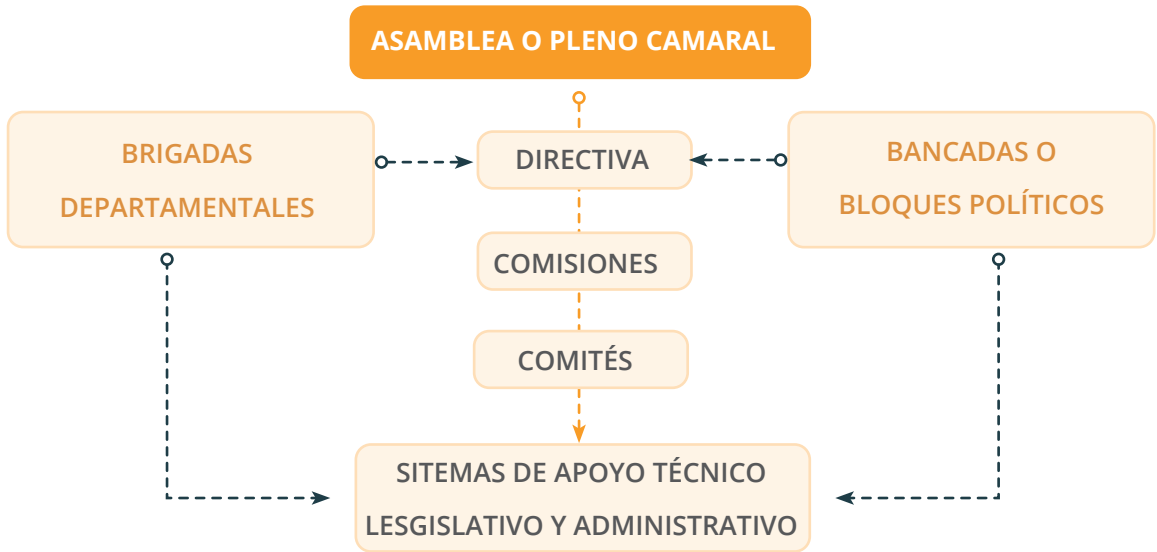 ASAMBLEA O PLENO CAMARAL
BRIGADAS
DEPARTAMENTALES
DIRECTIVA
BANCADAS O
BLOQUES POLÍTICOS
COMISIONES
COMITÉS
SITEMAS DE APOYO TÉCNICO
LESGISLATIVO Y ADMINISTRATIVO